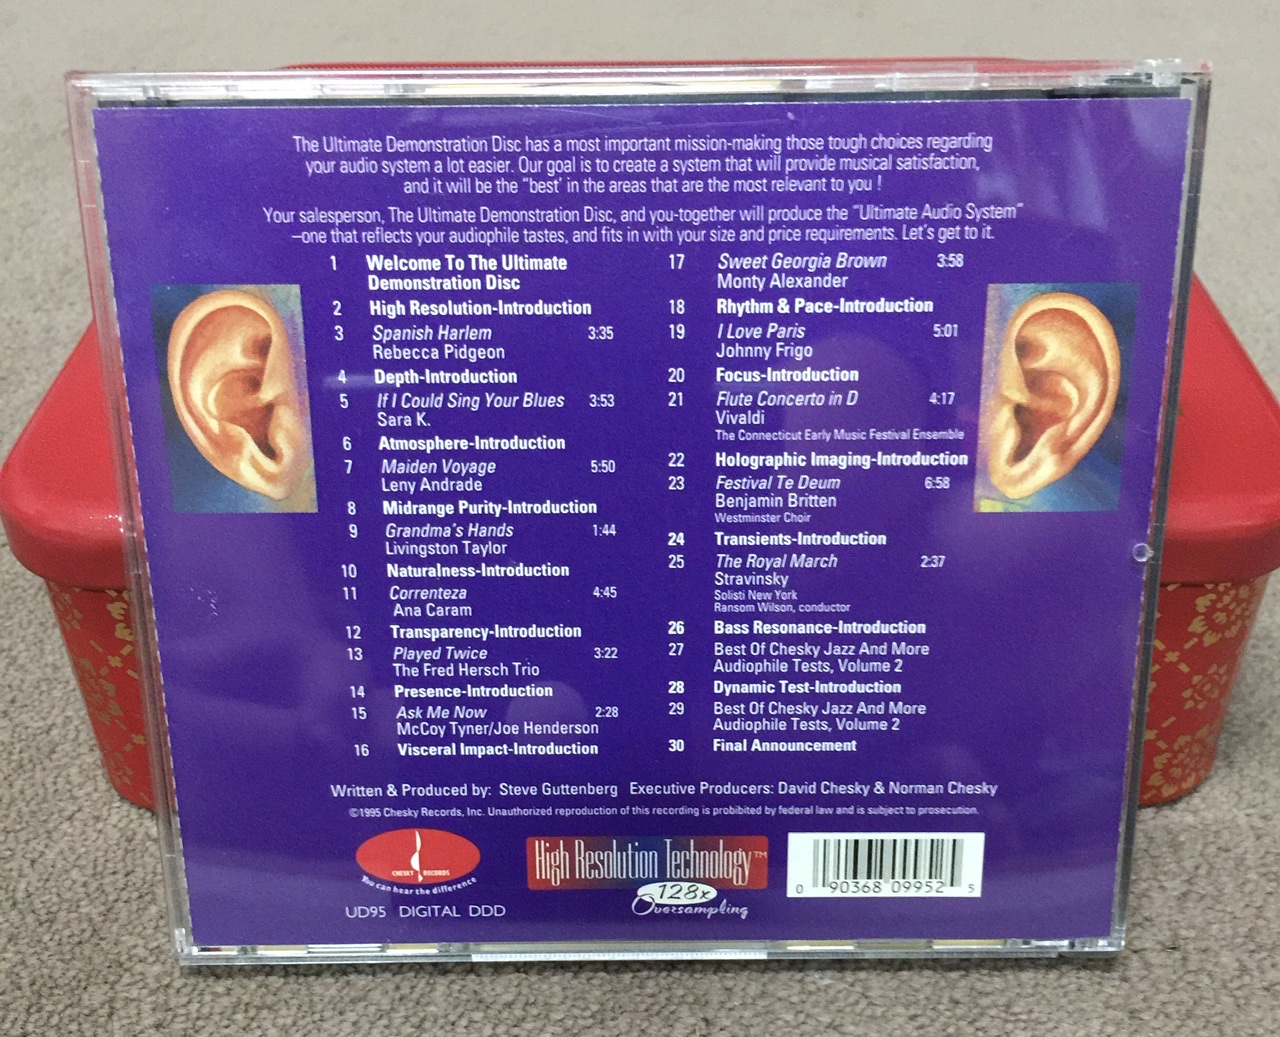 The Ultimate Demonstration Disc has a most important mission-making those tough choices regarding
your audio system a lot easier. Our goal is to create a system that will provide musical satisfaction,
and it will be the "best' in the areas that are the most relevant to you !
Your salesperson, The Ultimate Demonstration Disc, and you-together will produce the "Ultimate Audio System"
–one that reflects your audiophile tastes, and fits in with your size and price requirements. Let's get to it.
1 Welcome To The Ultimate
Demonstration Disc
2 High Resolution-Introduction
3 Spanish Harlem 3:35
Rebecca Pidgeon
4 Depth-Introduction
5 If I Could Sing Your Blues 3:53
Sara K.
6 Atmosphere-Introduction
7 Maiden Voyage 5:50
Leny Andrade
8 Midrange Purity-Introduction
9 Grandma's Hands 1:44
Livingston Taylor
10 Naturalness-Introduction
11 Correnteza 4:45
Ana Caram
12 Transparency-Introduction
13 Played Twice 3:22
The Fred Hersch Trio
14 Presence-Introduction
15 Ask Me Now 2:28
McCoy Tyner/Joe Henderson
16 Visceral Impact-Introduction
17 Sweet Georgia Brown 3:58
Monty Alexander
18 Rhythm & Pace-Introduction
19 I Love Paris 5:01
Johnny Frigo
20 Focus-Introduction
21 Flute Concerto in D 4:17
Vivaldi
The Connecticut Early Music Festival Ensemble
22 Holographic Imaging-Introduction
23 Festival Te Deum 6:58
Benjamin Britten
Westminster Choir
24 Transients-Introduction
25 The Royal March 2:37
Stravinsky
Solisti New York
Ransom Wilson, conductor
26 Bass Resonance-Introduction
27 Best Of Chesky Jazz And More
Audiophile Tests, Volume 2
28 Dynamic Test-Introduction
29 Best Of Chesky Jazz And More
Audiophile Tests, Volume 2
30 Final Announcement
Written & Produced by: Steve Guttenberg Executive Producers: David Chesky & Norman Chesky
©1995 Chesky Records, Inc. Unauthorized reproduction of this recording is probibited by federal law and is subject to prosecution.
CHESKY RECORDS
You can hear the difference
UD95 DIGITAL DDD
High Resolution Technology™
128x
Oversampling
0 90368 09952 5